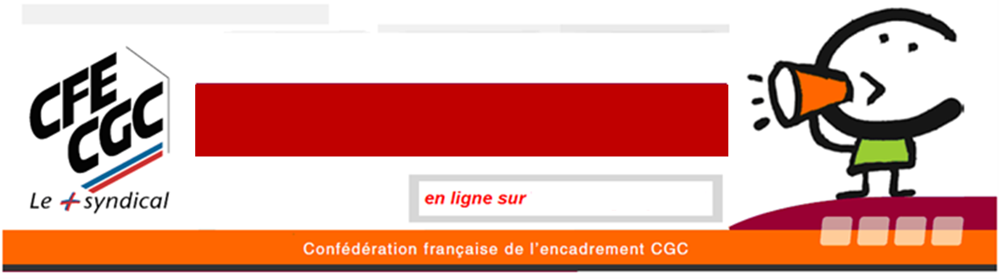 CFE
CGC
Le + syndical
en ligne sur
Confédération française de l'encadrement CGC